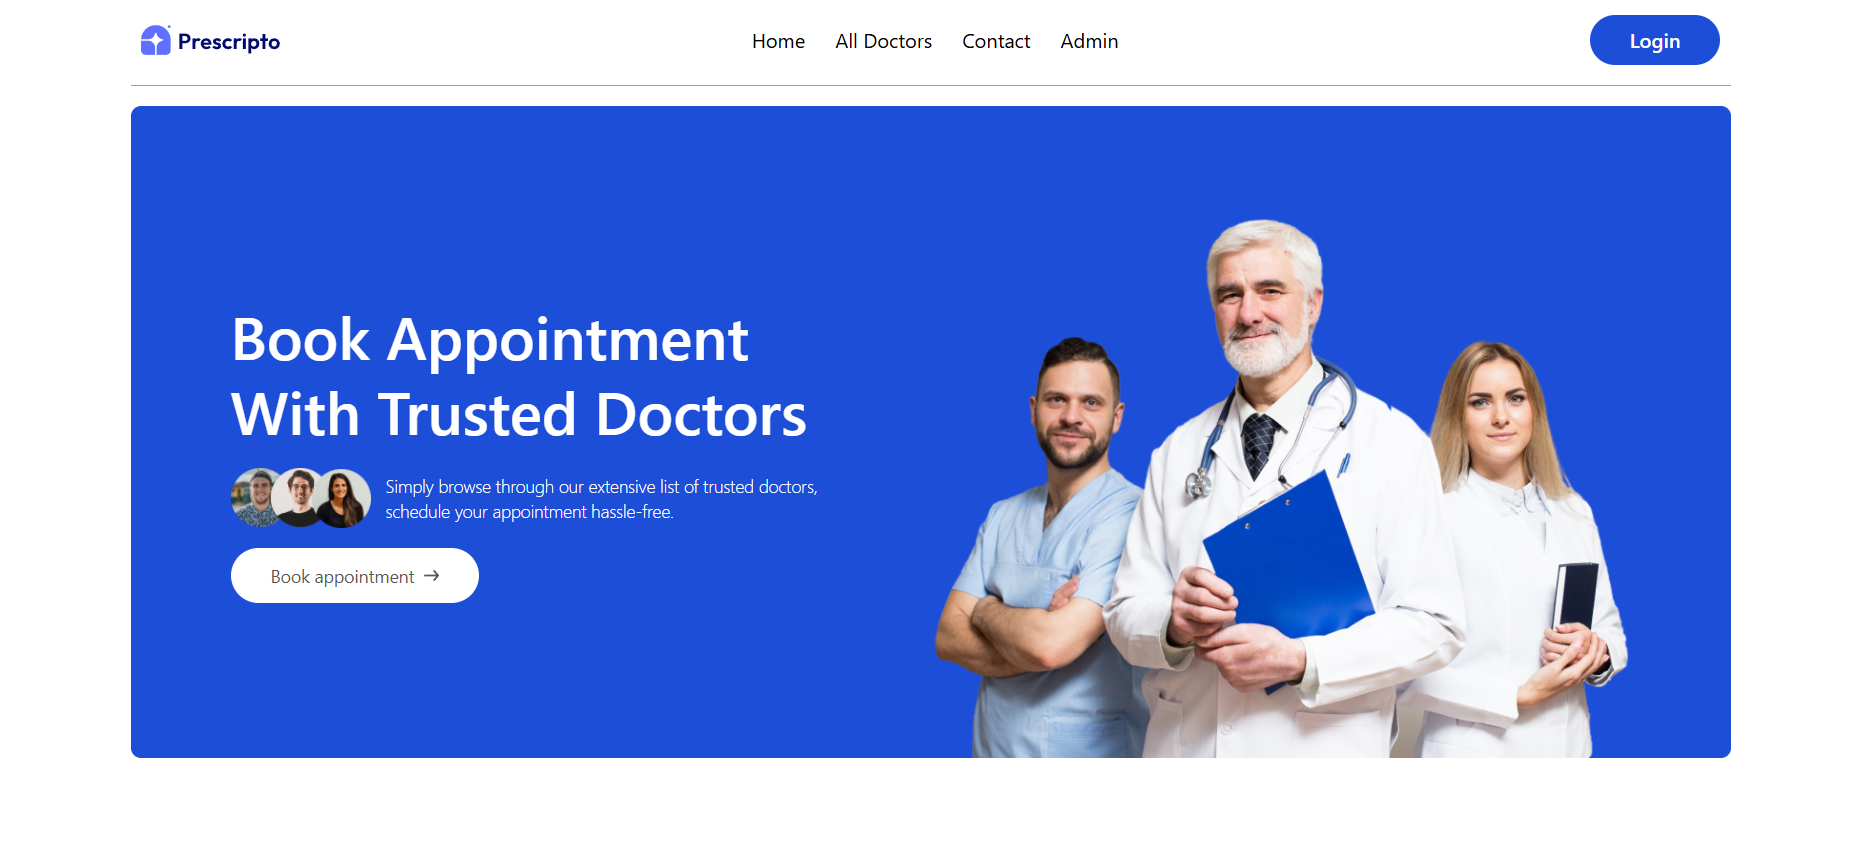 Prescripto
Home All Doctors Contact Admin
Login
Book Appointment
With Trusted Doctors
Simply browse through our extensive list of trusted doctors,
schedule your appointment hassle-free.
Book appointment →